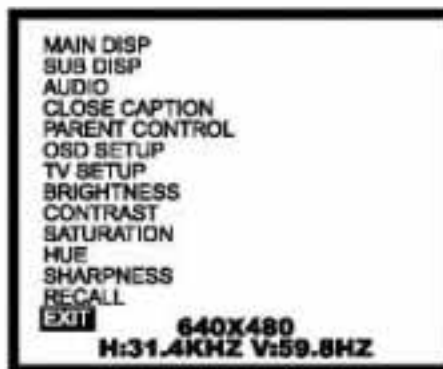 MAIN DISP
SUB DISP
AUDIO
CLOSE CAPTION
PARENT CONTROL
OSD SETUP
TV SETUP
BRIGHTNESS
CONTRAST
SATURATION
HUE
SHARPNESS
RECALL
EXIT
640X480
H:31.4KHZ V:59.8HZ